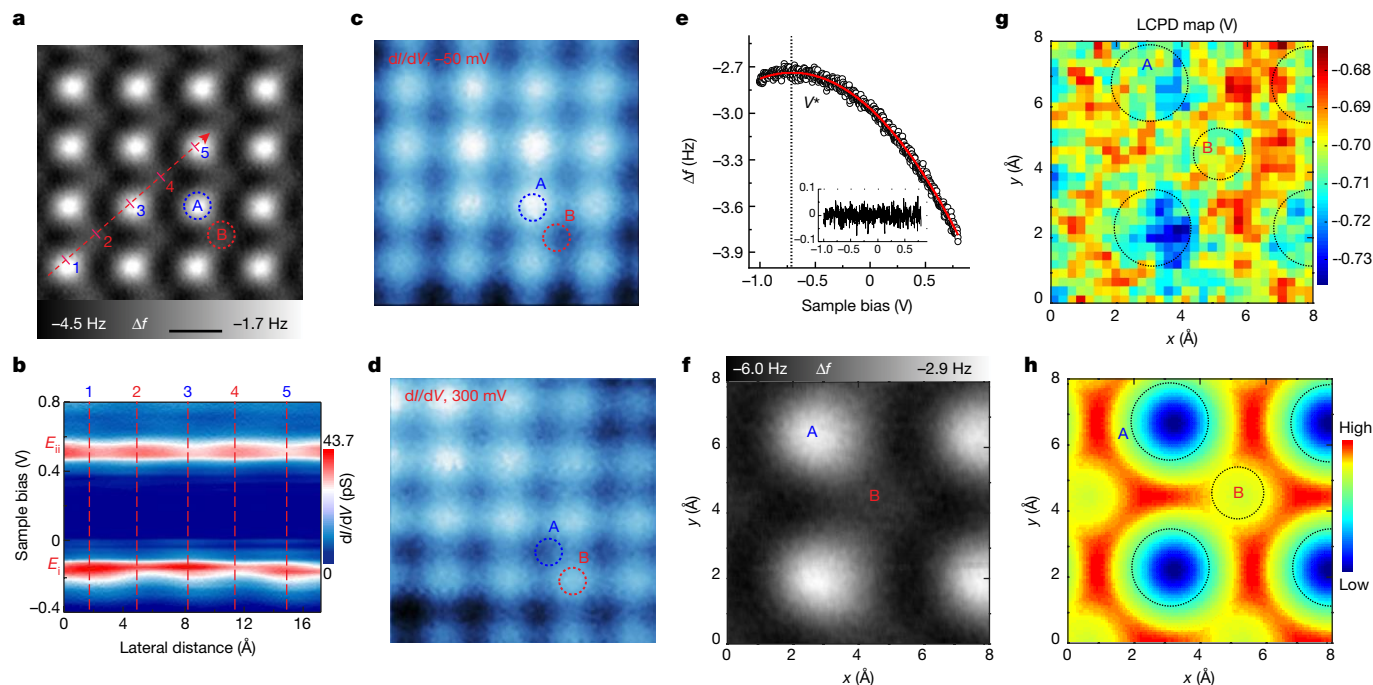 a
1
2
3
4
5
A
B
−4.5 Hz Δf −1.7 Hz
b
1 2 3 4 5
0.8
0.4
0
−0.4
Sample bias (V)
Eii
Ei
0 4 8 12 16
Lateral distance (Å)
43.7
dI/dV (pS)
0
c
dI/dV, −50 mV
A
B
d
dI/dV, 300 mV
A
B
e
−2.7
−3.0
−3.3
−3.6
−3.9
Δf (Hz)
V*
0.1
0
−0.1
−1.0 −0.5 0 0.5
−1.0 −0.5 0 0.5
Sample bias (V)
f
−6.0 Hz Δf −2.9 Hz
8
6
4
2
0
y (Å)
A
B
0 2 4 6 8
x (Å)
g
LCPD map (V)
8
6
4
2
0
y (Å)
A
B
0 2 4 6 8
x (Å)
−0.68
−0.69
−0.70
−0.71
−0.72
−0.73
h
8
6
4
2
0
y (Å)
A
B
0 2 4 6 8
x (Å)
High
Low